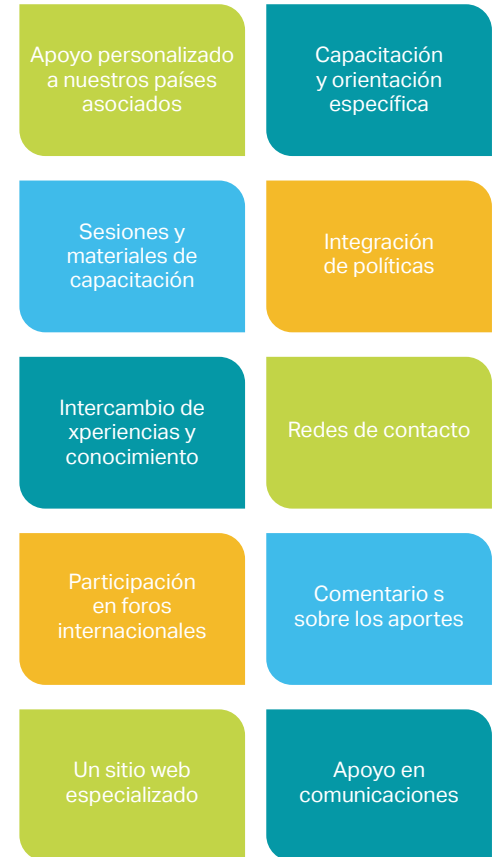 Apoyo personalizado
a nuestros países
asociados
Capacitación
y orientación
específica
Sesiones y
materiales de
capacitación
Integración
de políticas
Intercambio de
xperiencias y
conocimiento
Redes de contacto
Participación
en foros
internacionales
Comentario s
sobre los aportes
Un sitio web
especializado
Apoyo en
comunicaciones